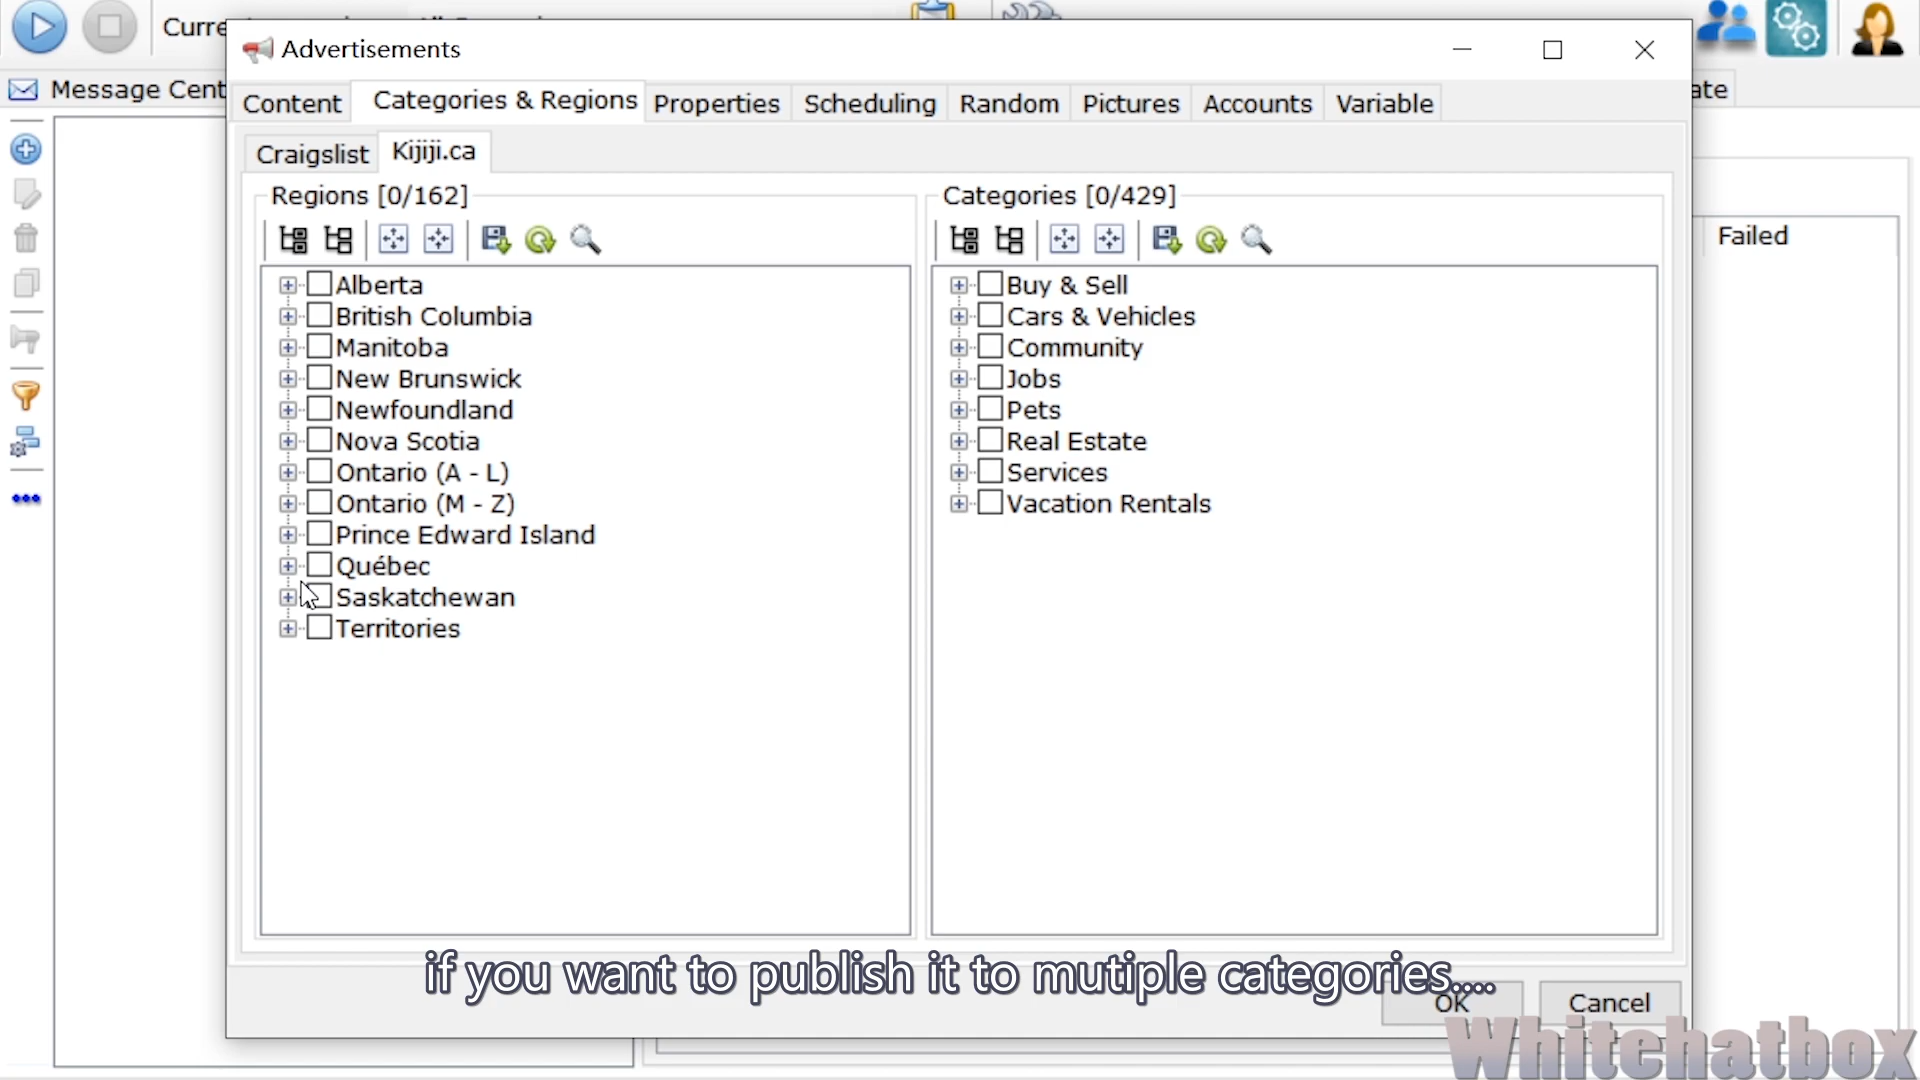 Curre
Advertisements
Message Cent
ate
Content
Categories & Regions
Properties
Scheduling
Random
Pictures
Accounts
Variable
Craigslist
Kijiji.ca
Regions [0/162]
Alberta
British Columbia
Manitoba
New Brunswick
Newfoundland
Nova Scotia
Ontario (A - L)
Ontario (M - Z)
Prince Edward Island
Québec
Saskatchewan
Territories
Categories [0/429]
Buy & Sell
Cars & Vehicles
Community
Jobs
Pets
Real Estate
Services
Vacation Rentals
Failed
if you want to publish it to mutiple categories....
OK
Cancel
Whitehatbox